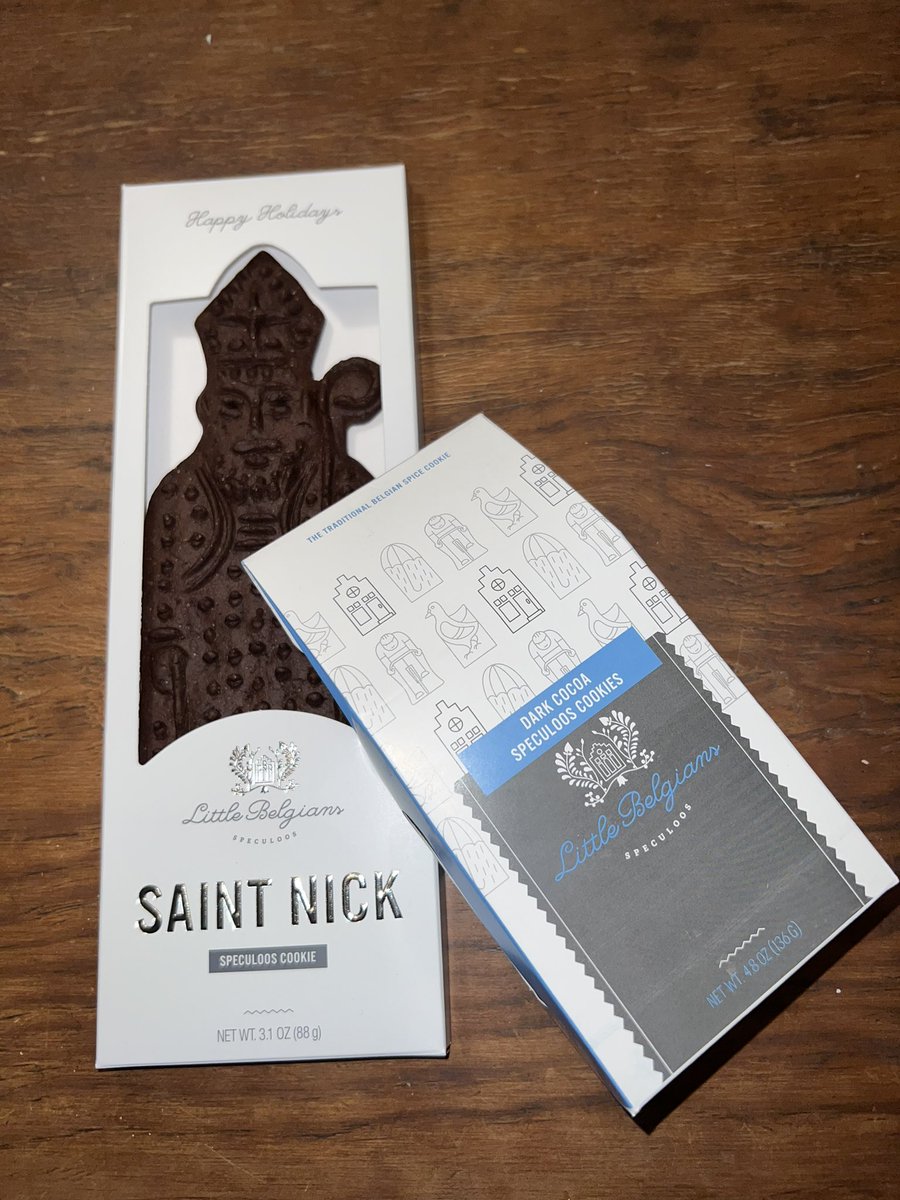 Happy Holidays
Little Belgians
SPECULOOS
SAINT NICK
SPECULOOS COOKIE
NET WT. 3.1 OZ (88 g)
THE TRADITIONAL BELGIAN SPICE COOKIE
DARK COCOA
SPECULOOS COOKIES
Little Belgians
SPECULOOS
NET WT. 4.8 OZ (136 G)